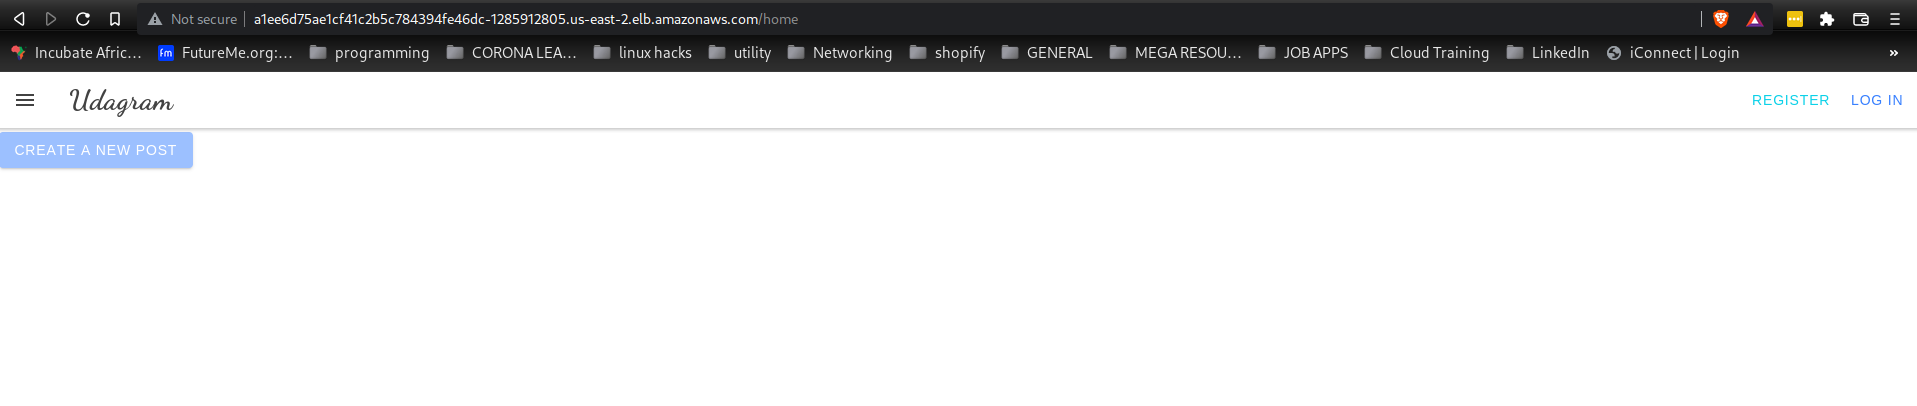 Not secure a1ee6d75ae1cf41c2b5c784394fe46dc-1285912805.us-east-2.elb.amazonaws.com/home
Incubate Afric... fm FutureMe.org:... programming CORONA LEA... linux hacks utility Networking shopify GENERAL MEGA RESOU... JOB APPS Cloud Training LinkedIn iConnect | Login »
Udagram REGISTER LOG IN
CREATE A NEW POST